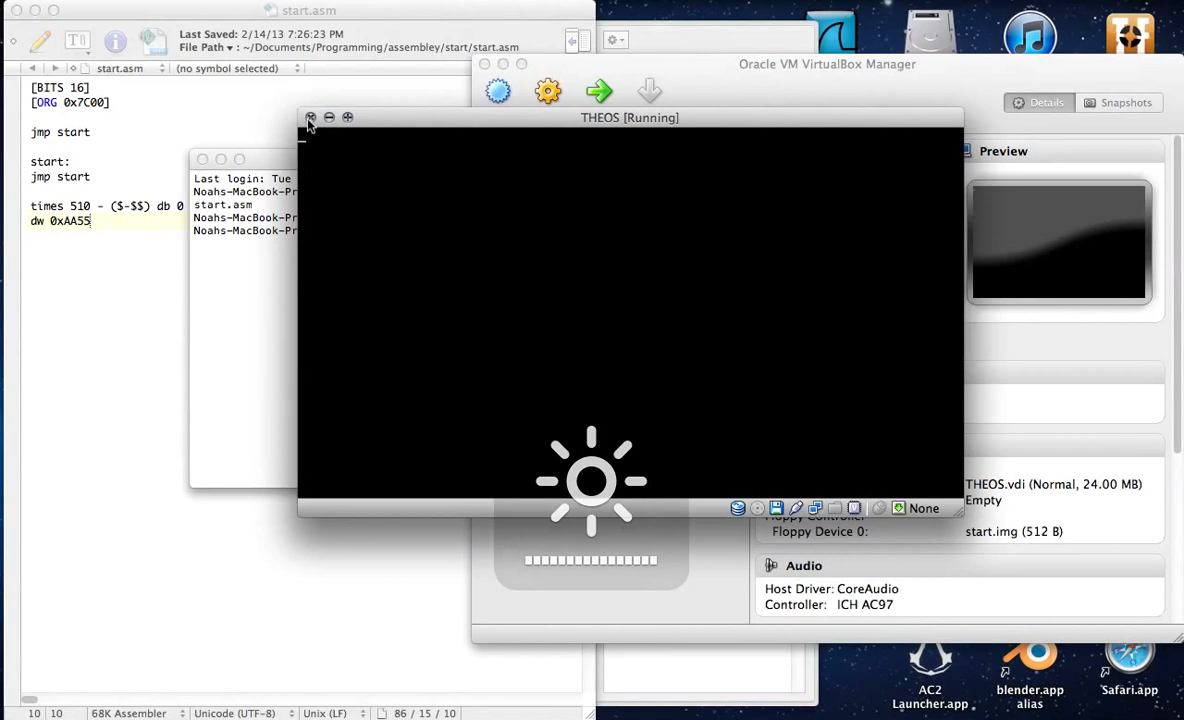 start.asm
Last Saved: 2/14/13 7:26:23 PM
File Path ▾ : ~/Documents/Programming/assembley/start/start.asm
start.asm
(no symbol selected)
[BITS 16]
[ORG 0x7C00]
jmp start
start:
jmp start
times 510 - ($-$$) db 0
dw 0xAA55
Last login: Tue
Noahs-MacBook-Pr
start.asm
Noahs-MacBook-Pr
Noahs-MacBook-Pr
Oracle VM VirtualBox Manager
Details
Snapshots
THEOS [Running]
Preview
None
THEOS.vdi (Normal, 24.00 MB)
Empty
Floppy Device 0:
start.img (512 B)
Audio
Host Driver: CoreAudio
Controller: ICH AC97
AC2
Launcher.app
blender.app
alias
Safari.app
10
10
68K Assembler
Unicode (UTF-8)
Unix (LF)
86 / 15 / 10